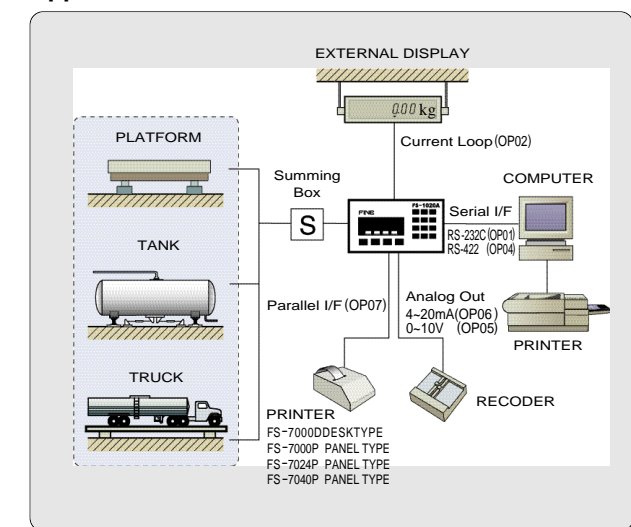 EXTERNAL DISPLAY
0.00 kg
PLATFORM
Current Loop(OP02)
Summing
Box
COMPUTER
S
FINE
FS-1020A
Serial I/F
RS-232C(OP01)
RS-422 (OP04)
TANK
Parallel I/F(OP07)
Analog Out
4~20mA(OP06)
0~10V (OP05)
PRINTER
TRUCK
RECODER
PRINTER
FS-7000DDESKTYPE
FS-7000P PANEL TYPE
FS-7024P PANEL TYPE
FS-7040P PANEL TYPE